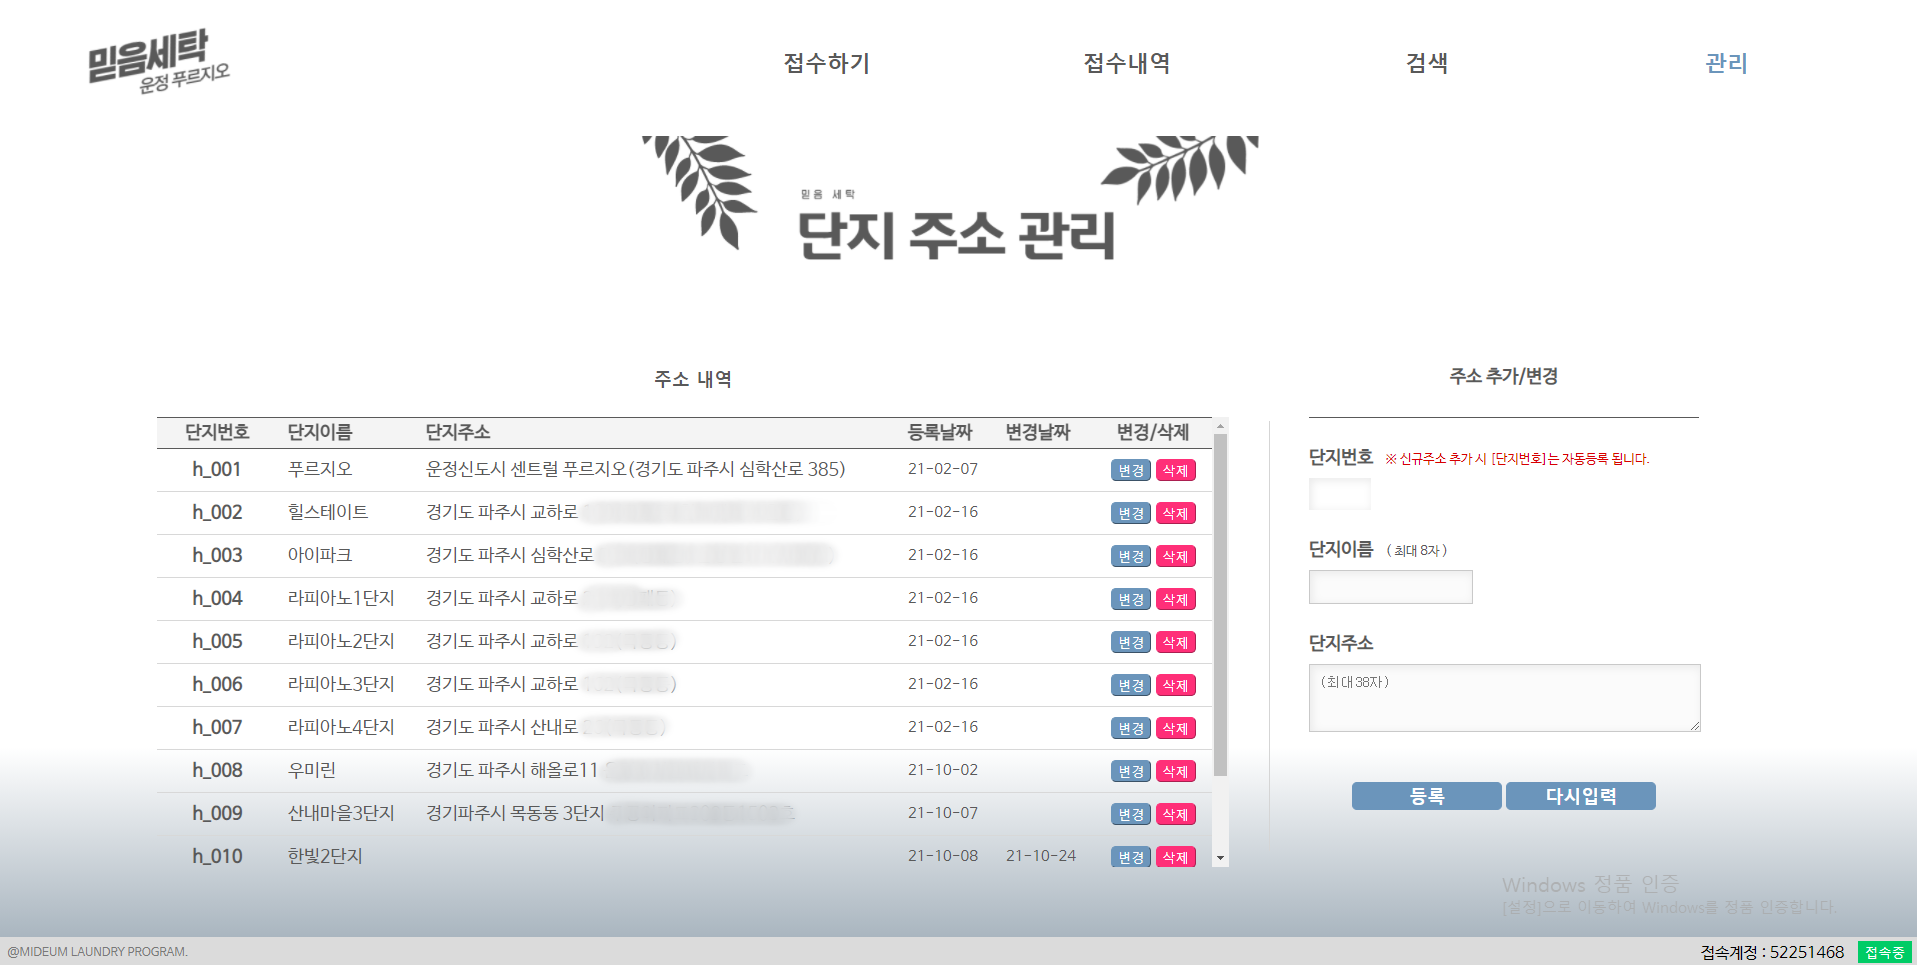 믿음세탁
운정 푸르지오
접수하기 접수내역 검색 관리
믿음 세탁
단지 주소 관리
주소 내역
단지번호 단지이름 단지주소 등록날짜 변경날짜 변경/삭제
h_001 푸르지오 운정신도시 센트럴 푸르지오(경기도 파주시 심학산로 385) 21-02-07 변경 삭제
h_002 힐스테이트 경기도 파주시 교하로 21-02-16 변경 삭제
h_003 아이파크 경기도 파주시 심학산로 21-02-16 변경 삭제
h_004 라피아노1단지 경기도 파주시 교하로 21-02-16 변경 삭제
h_005 라피아노2단지 경기도 파주시 교하로 21-02-16 변경 삭제
h_006 라피아노3단지 경기도 파주시 교하로 21-02-16 변경 삭제
h_007 라피아노4단지 경기도 파주시 산내로 21-02-16 변경 삭제
h_008 우미린 경기도 파주시 해올로11 21-10-02 변경 삭제
h_009 산내마을3단지 경기파주시 목동동 3단지 21-10-07 변경 삭제
h_010 한빛2단지 21-10-08 21-10-24 변경 삭제
주소 추가/변경
단지번호 ※ 신규주소 추가 시 [단지번호]는 자동등록 됩니다.
단지이름 ( 최대 8자 )
단지주소
(최대38자)
등록 다시입력
Windows 정품 인증
[설정]으로 이동하여 Windows를 정품 인증합니다.
@MIDEUM LAUNDRY PROGRAM.
접속계정 : 52251468 접속중